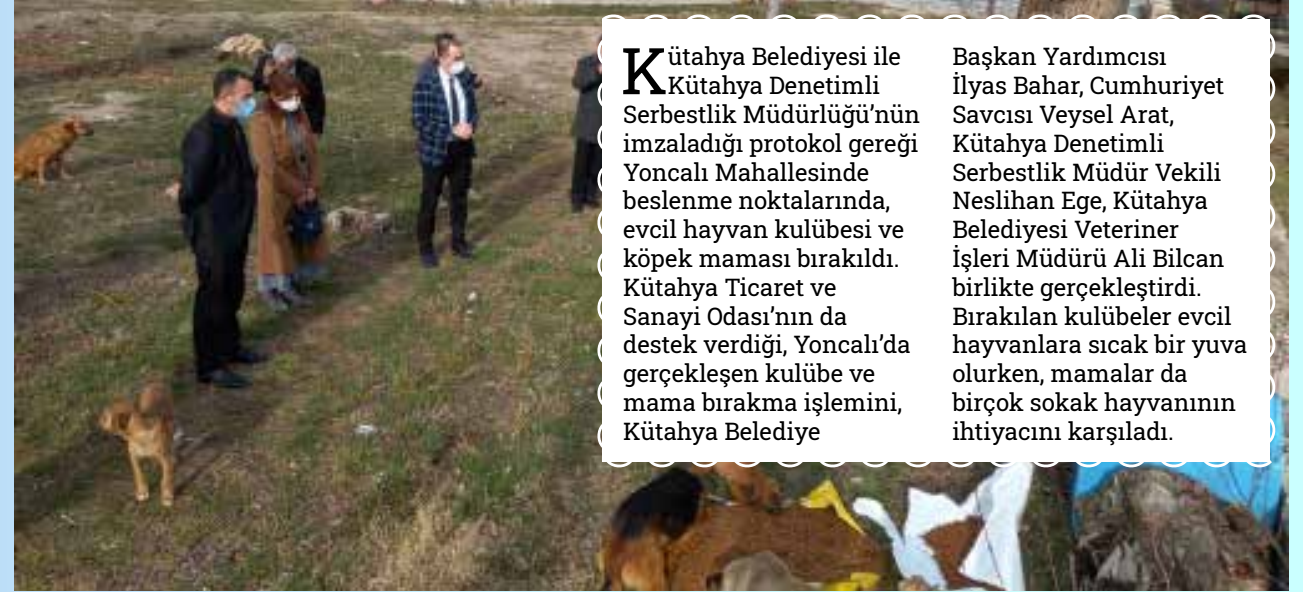 Kütahya Belediyesi ile
Kütahya Denetimli
Serbestlik Müdürlüğü’nün
imzaladığı protokol gereği
Yoncalı Mahallesinde
beslenme noktalarında,
evcil hayvan kulübesi ve
köpek maması bırakıldı.
Kütahya Ticaret ve
Sanayi Odası’nın da
destek verdiği, Yoncalı’da
gerçekleşen kulübe ve
mama bırakma işlemini,
Kütahya Belediye
Başkan Yardımcısı
İlyas Bahar, Cumhuriyet
Savcısı Veysel Arat,
Kütahya Denetimli
Serbestlik Müdür Vekili
Neslihan Ege, Kütahya
Belediyesi Veteriner
İşleri Müdürü Ali Bilcan
birlikte gerçekleştirdi.
Bırakılan kulübeler evcil
hayvanlara sıcak bir yuva
olurken, mamalar da
birçok sokak hayvanının
ihtiyacını karşıladı.